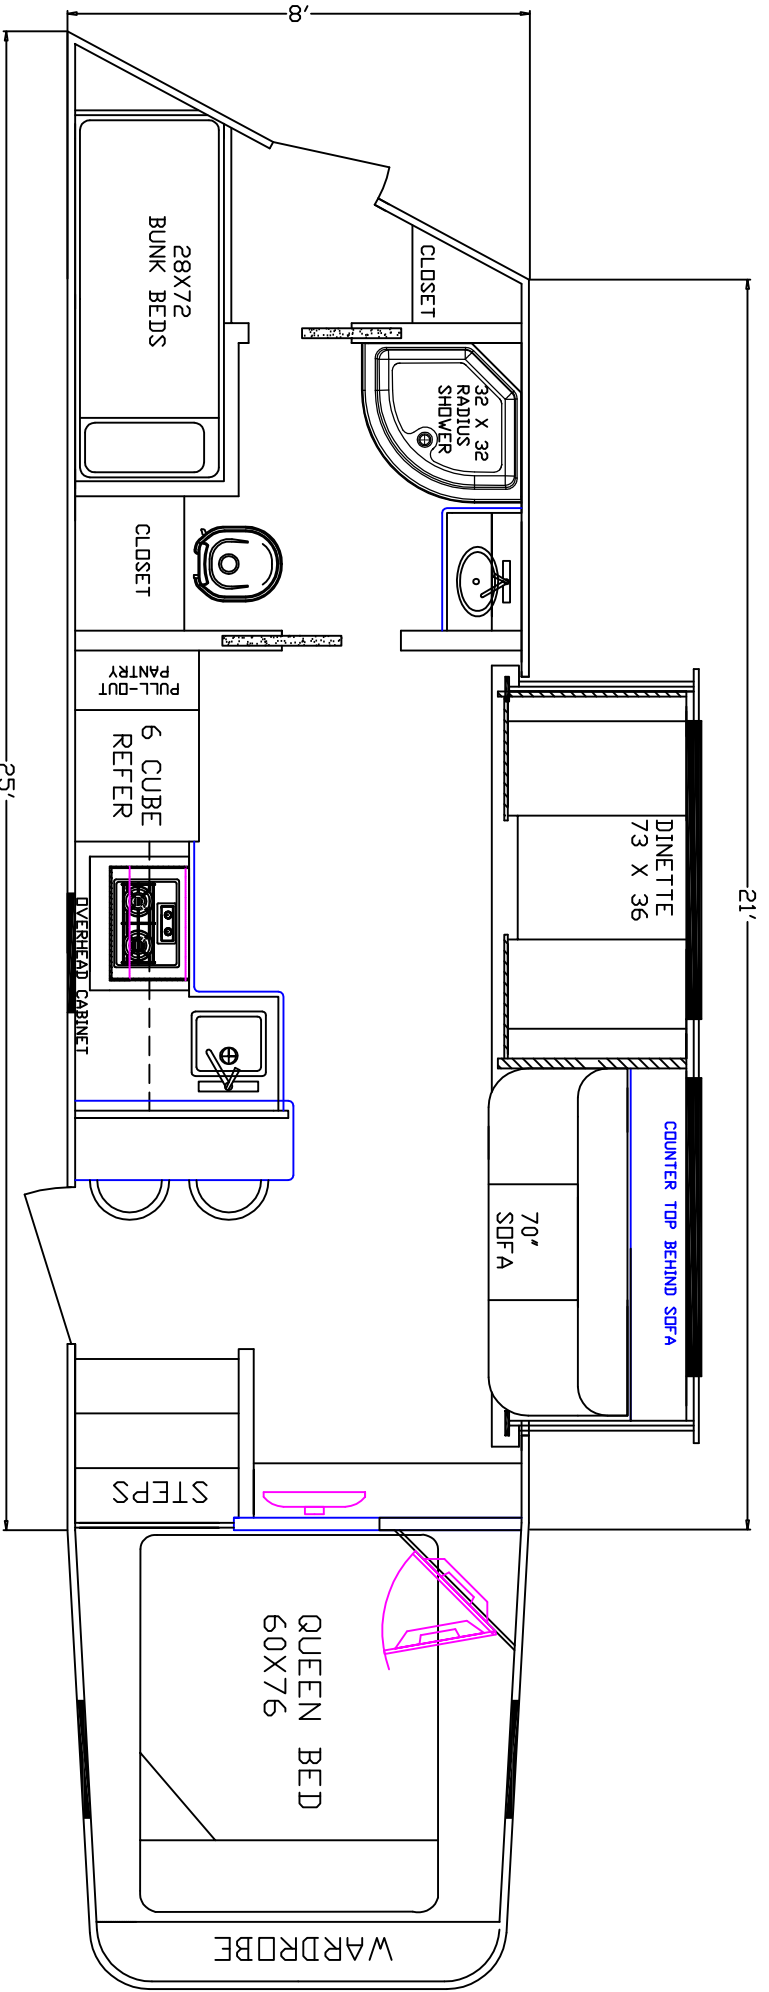 8'
28X72
BUNK BEDS
CLOSET
32 X 32
RADIUS
SHOWER
CLOSET
PULL-OUT
PANTRY
6 CUBE
REFER
OVERHEAD CABINET
DINETTE
73 X 36
25'
21'
COUNTER TOP BEHIND SOFA
70"
SOFA
STEPS
QUEEN BED
60X76
WARDROBE